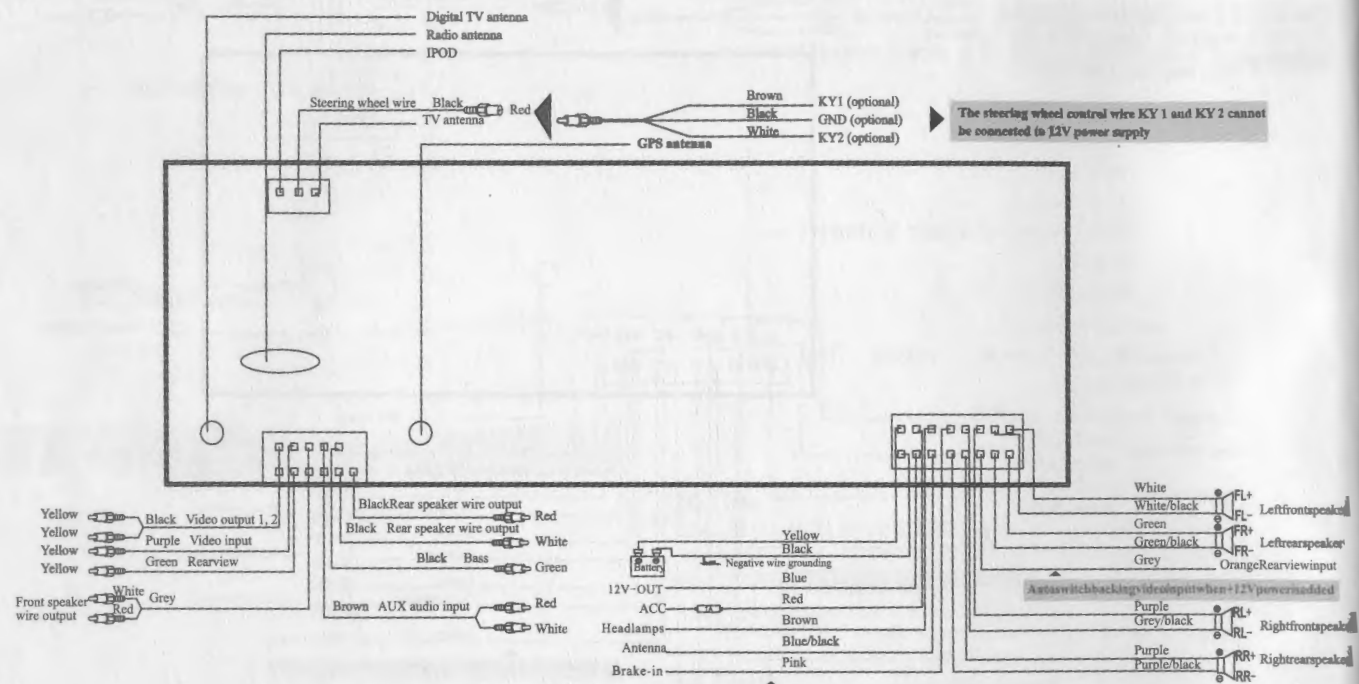 Digital TV antenna
Radio antenna
IPOD
Steering wheel wire Black Red
TV antenna
Brown KY1 (optional)
Black GND (optional)
White KY2 (optional)
The steering wheel control wire KY 1 and KY 2 cannot
be connected to 12V power supply
GPS antenna
Yellow
Yellow
Black Video output 1, 2
Yellow
Purple Video input
Yellow
Green Rearview
White Grey
Front speaker
wire output
Red
BlackRear speaker wire output
Red
Black Rear speaker wire output
White
Black Bass
Green
Brown AUX audio input
Red
White
Yellow
Black
Battery
Negative wire grounding
Blue
12V-OUT
Red
ACC
Brown
Headlamps
Blue/black
Antenna
Pink
Brake-in
White FL+
White/black FL-
Leftfrontspeaker
Green FR+
Green/black FR-
Leftrearspeaker
Grey
OrangeRearviewinput
Autoswitchbackingvideoinputwhen+12Vpowerisadded
Purple RL+
Grey/black RL-
Rightfrontspeaker
Purple RR+
Purple/black RR-
Rightrearspeaker